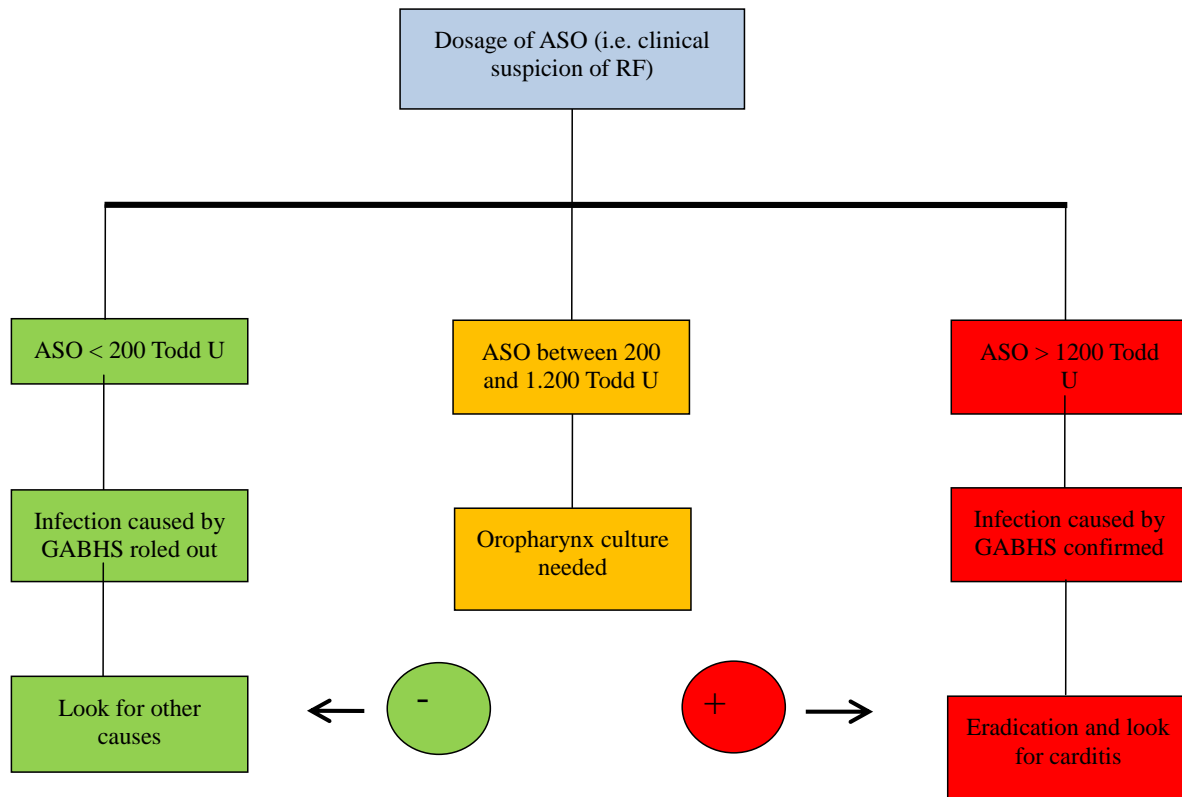 Dosage of ASO (i.e. clinical
suspicion of RF)
ASO < 200 Todd U
ASO between 200
and 1.200 Todd U
ASO > 1200 Todd
U
Infection caused by
GABHS roled out
Oropharynx culture
needed
Infection caused by
GABHS confirmed
Look for other
causes
-
+
Eradication and look
for carditis